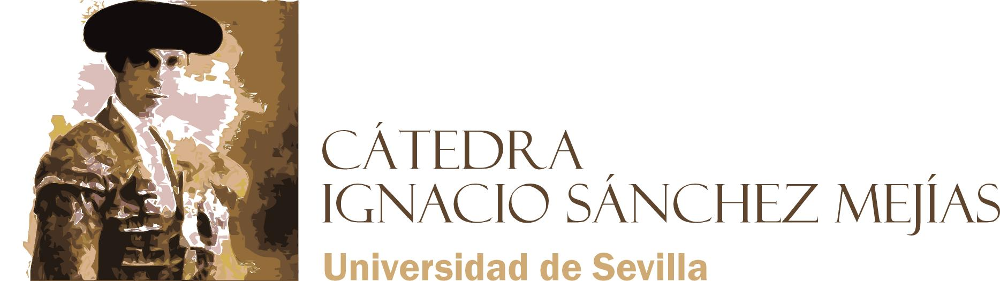 CÁTEDRA
IGNACIO SÁNCHEZ MEJÍAS
Universidad de Sevilla